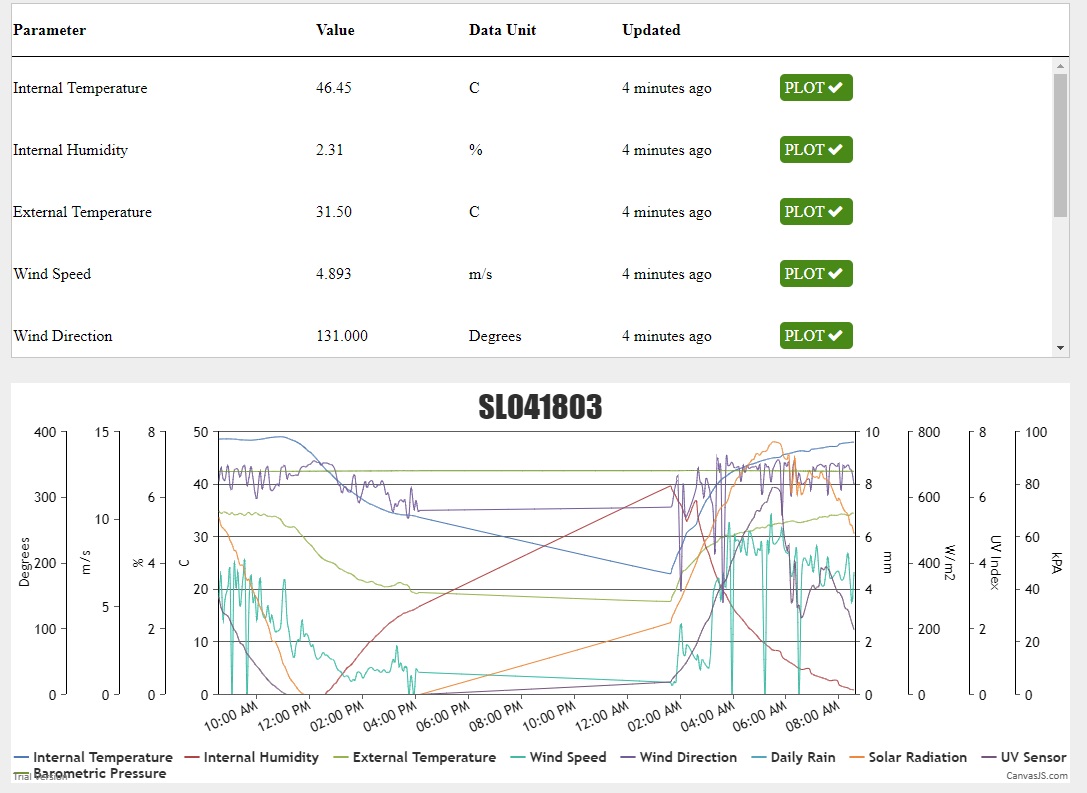 Parameter Value Data Unit Updated
Internal Temperature 46.45 C 4 minutes ago PLOT ✔
Internal Humidity 2.31 % 4 minutes ago PLOT ✔
External Temperature 31.50 C 4 minutes ago PLOT ✔
Wind Speed 4.893 m/s 4 minutes ago PLOT ✔
Wind Direction 131.000 Degrees 4 minutes ago PLOT ✔
SL041803
400 15 8 50 10 800 8 100
300 6 40 8 600 6 80
10
30 6 60
Degrees m/s % C mm W/m2 UV Index kPA
200 4 20 4 400 4 40
5
100 2 10 2 200 2 20
0 0 0 0 0 0 0 0
10:00 AM 12:00 PM 02:00 PM 04:00 PM 06:00 PM 08:00 PM 10:00 AM 12:00 AM 02:00 AM 04:00 AM 06:00 AM 08:00 AM
Internal Temperature Internal Humidity External Temperature Wind Speed Wind Direction Daily Rain Solar Radiation UV Sensor
Barometric Pressure
Trial Version CanvasJS.com